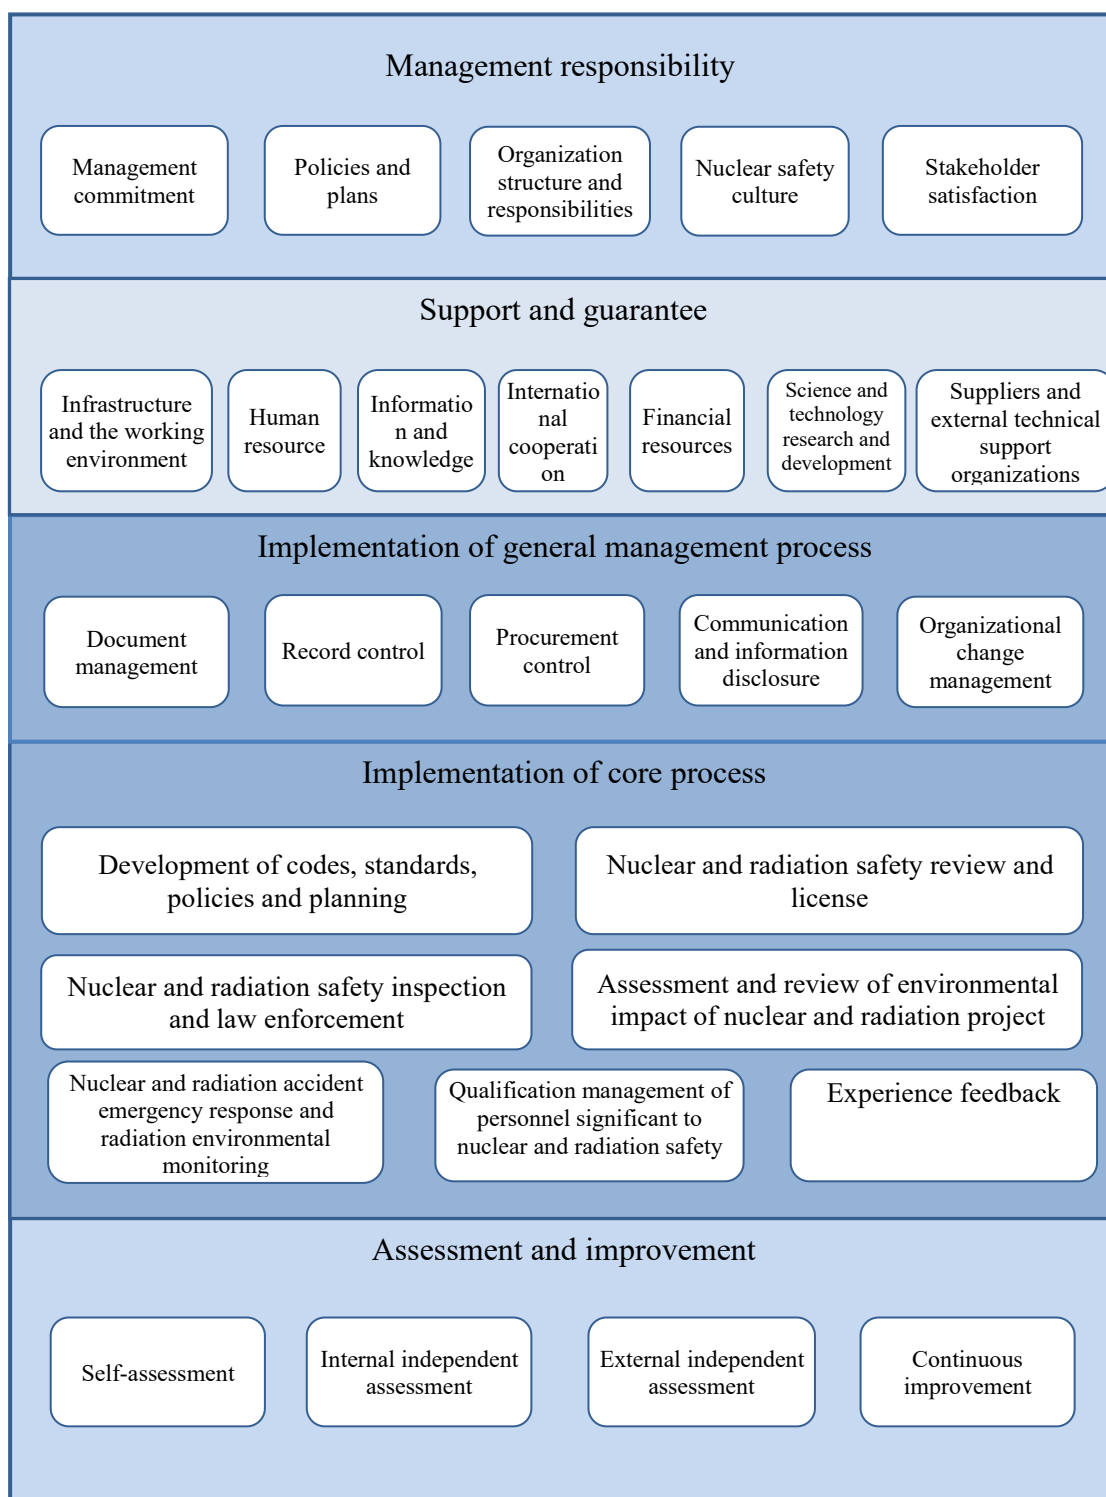 Management responsibility
Management
commitment
Policies and
plans
Organization
structure and
responsibilities
Nuclear safety
culture
Stakeholder
satisfaction
Support and guarantee
Infrastructure
and the working
environment
Human
resource
Informatio
n and
knowledge
Internatio
nal
cooperati
on
Financial
resources
Science and
technology
research and
development
Suppliers and
external technical
support
organizations
Implementation of general management process
Document
management
Record control
Procurement
control
Communication
and information
disclosure
Organizational
change
management
Implementation of core process
Development of codes, standards,
policies and planning
Nuclear and radiation safety review and
license
Nuclear and radiation safety inspection
and law enforcement
Assessment and review of environmental
impact of nuclear and radiation project
Nuclear and radiation accident
emergency response and
radiation environmental
monitoring
Qualification management of
personnel significant to
nuclear and radiation safety
Experience feedback
Assessment and improvement
Self-assessment
Internal independent
assessment
External independent
assessment
Continuous
improvement